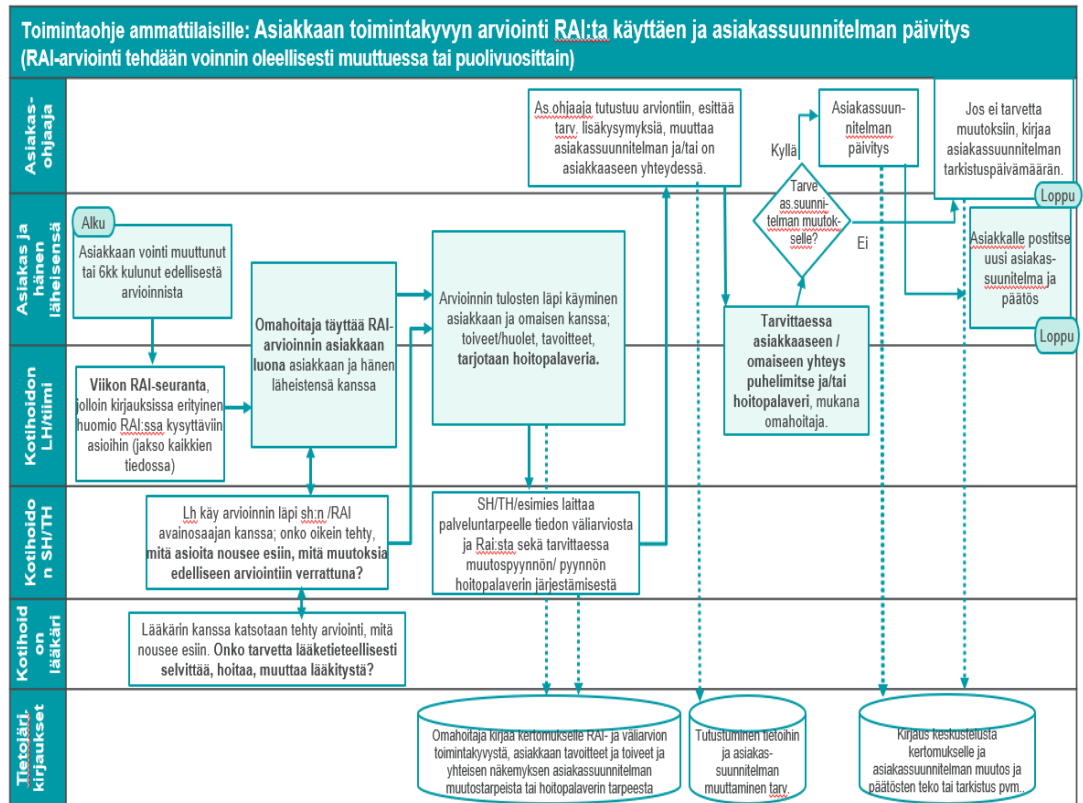 Toimintaohje ammattilaisille: Asiakkaan toimintakyvyn arviointi RAI:ta käyttäen ja asiakassuunnitelman päivitys
(RAI-arviointi tehdään voinnin oleellisesti muuttuessa tai puolivuosittain)
Asiakas-
ohjaaja
As.ohjaaja tutustuu arviontiin, esittää
tarv. lisäkysymyksiä, muuttaa
asiakassuunnitelman ja/tai on
asiakkaaseen yhteydessä.
Kyllä
Asiakassuun-
nitelman
päivitys
Jos ei tarvetta
muutoksiin, kirjaa
asiakassuunnitelman
tarkistuspäivämäärän.
Loppu
Asiakas ja
hänen
läheisensä
Alku
Asiakkaan vointi muuttunut
tai 6kk kulunut edellisestä
arvioinnista
Omahoitaja täyttää RAI-
arvioinnin asiakkaan
luona asiakkaan ja hänen
läheistensä kanssa
Arvioinnin tulosten läpi käyminen
asiakkaan ja omaisen kanssa;
toiveet/huolet, tavoitteet,
tarjotaan hoitopalaveria.
Tarve
as.suunni-
telman muutok-
selle?
Ei
Asiakkalle postitse
uusi asiakas-
suunitelma ja
päätös
Loppu
Kotihoidon
LH/tiimi
Viikon RAI-seuranta,
jolloin kirjauksissa erityinen
huomio RAI:ssa kysyttäviin
asioihin (jakso kaikkien
tiedossa)
Tarvittaessa
asiakkaaseen /
omaiseen yhteys
puhelimitse ja/tai
hoitopalaveri, mukana
omahoitaja.
Kotihoido
n SH/TH
Lh käy arvioinnin läpi sh:n /RAI
avainosaajan kanssa; onko oikein tehty,
mitä asioita nousee esiin, mitä muutoksia
edelliseen arviointiin verrattuna?
SH/TH/esimies laittaa
palveluntarpeelle tiedon väliarviosta
ja Rai:sta sekä tarvittaessa
muutospyynnön/ pyynnön
hoitopalaverin järjestämisestä
Kotihoid
on
lääkäri
Lääkärin kanssa katsotaan tehty arviointi, mitä
nousee esiin. Onko tarvetta lääketieteellisesti
selvittää, hoitaa, muuttaa lääkitystä?
Tietojärj.
kirjaukset
Omahoitaja kirjaa kertomukselle RAI- ja väliarvion
toimintakyvystä, asiakkaan tavoitteet ja toiveet ja
yhteisen näkemyksen asiakassuunnitelman
muutostarpeista tai hoitopalaverin tarpeesta
Tutustuminen tietoihin
ja asiakas-
suunnitelman
muuttaminen tarv.
Kirjaus keskustelusta
kertomukselle ja
asiakassuunnitelman muutos ja
päätösten teko tai tarkistus pvm..